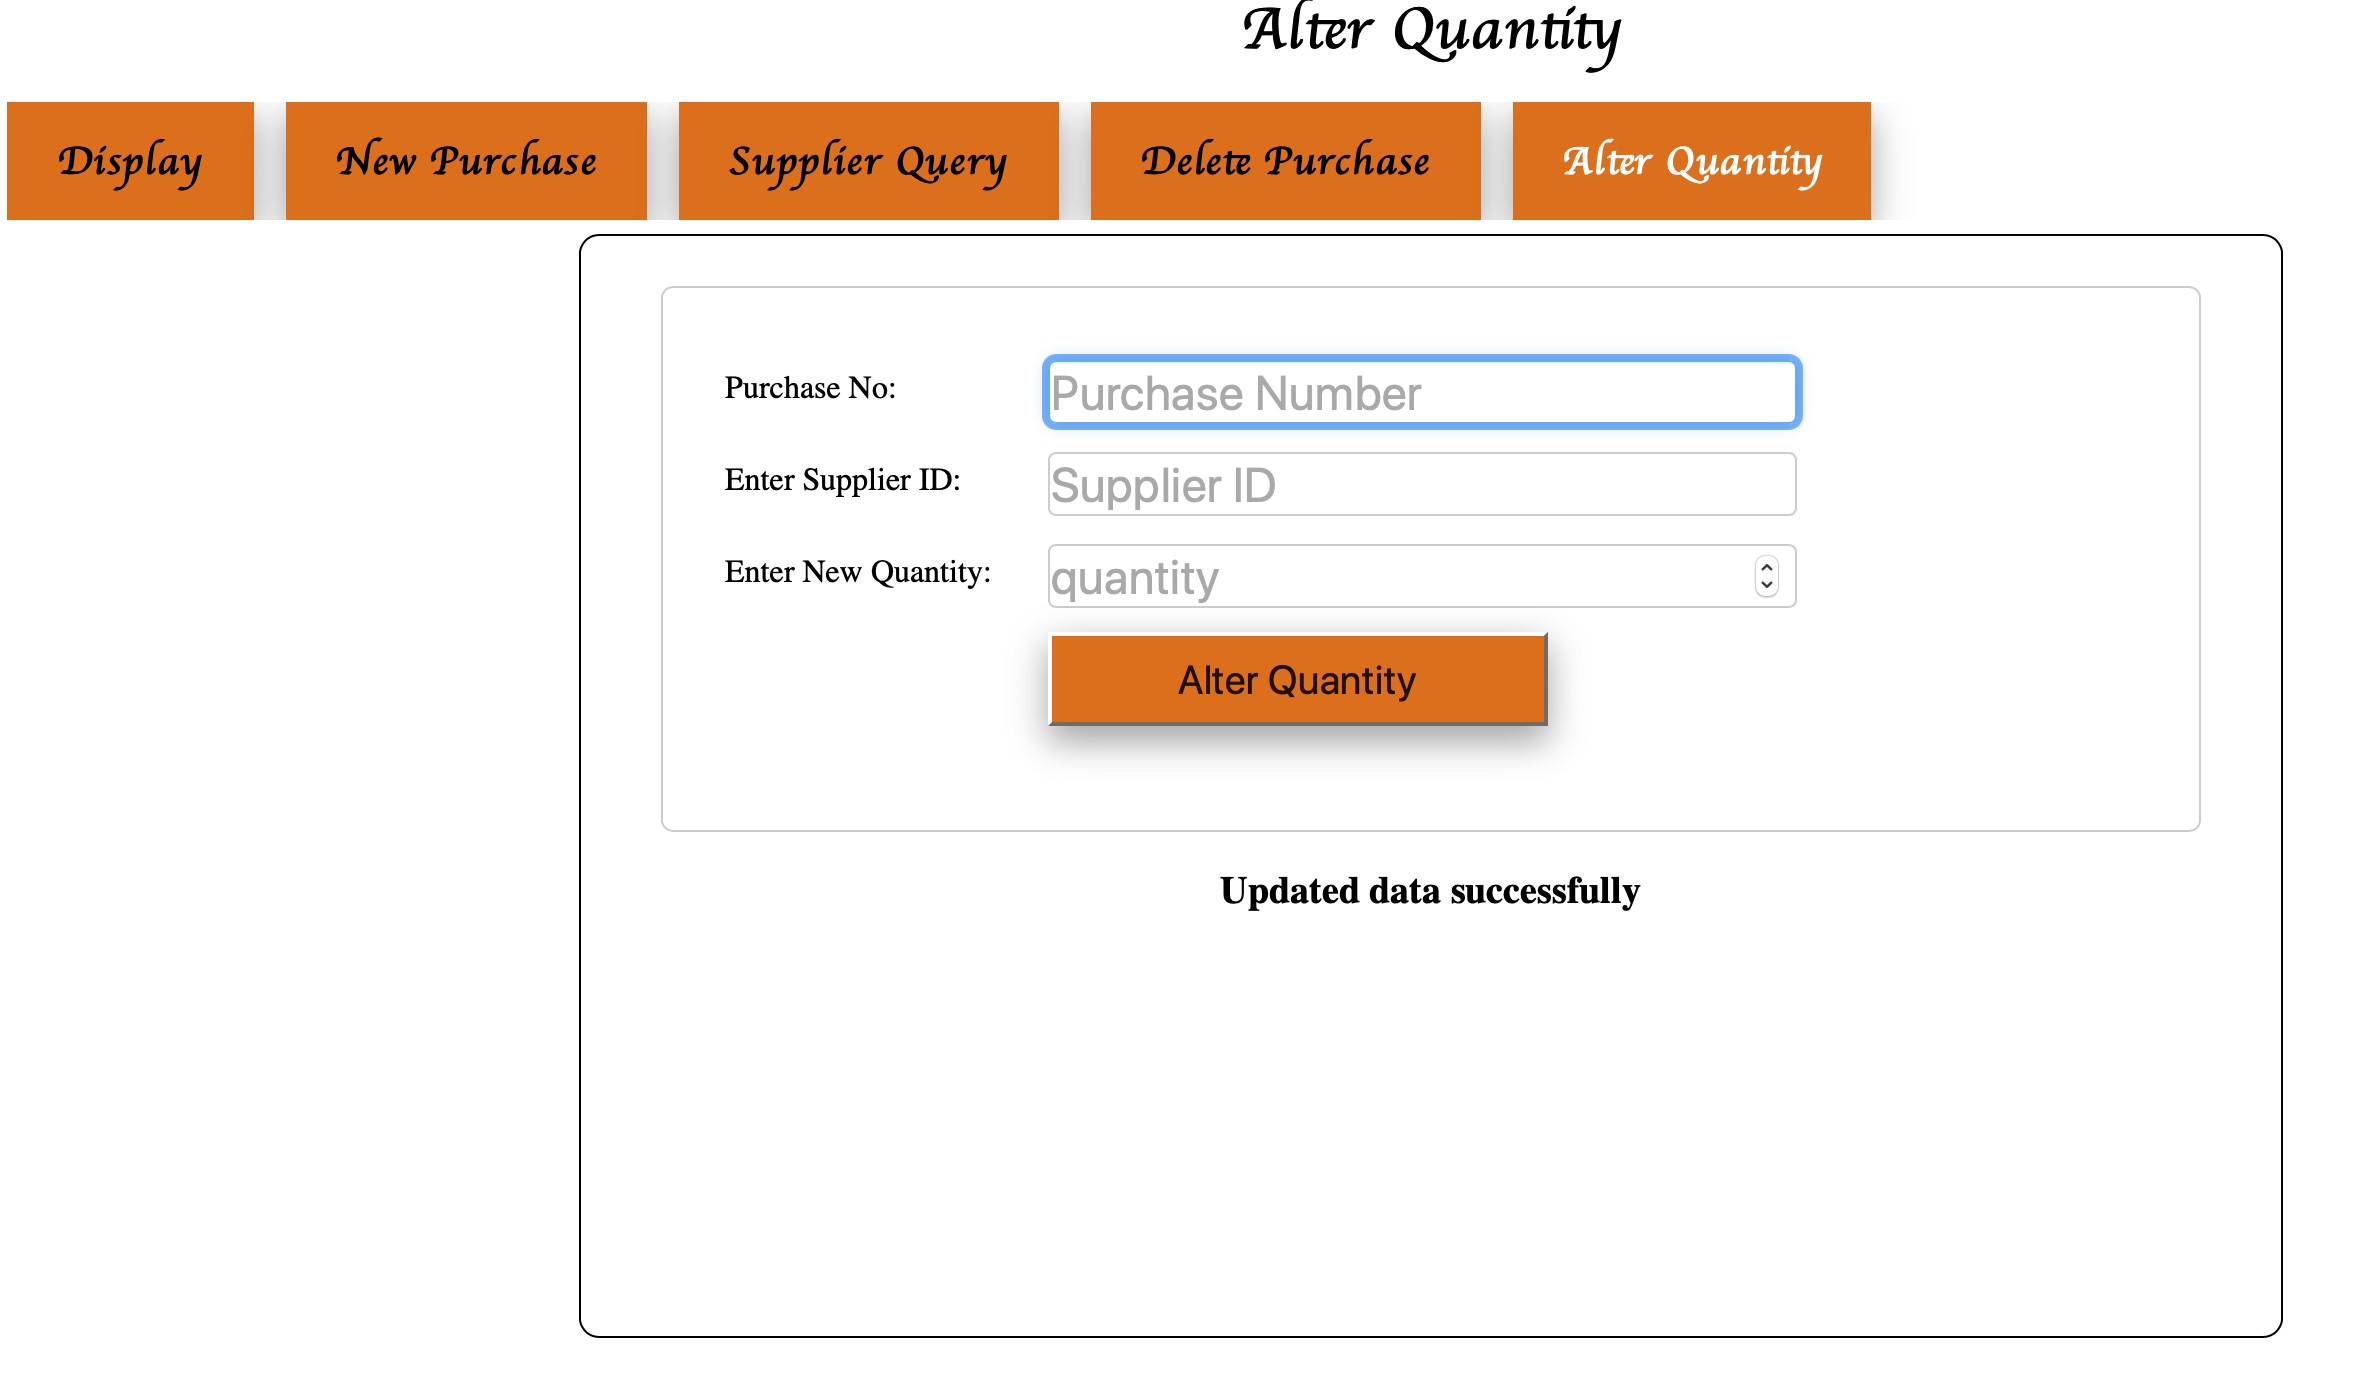 Alter Quantity
Display New Purchase Supplier Query Delete Purchase Alter Quantity
Purchase No: Purchase Number
Enter Supplier ID: Supplier ID
Enter New Quantity: quantity
Alter Quantity
Updated data successfully